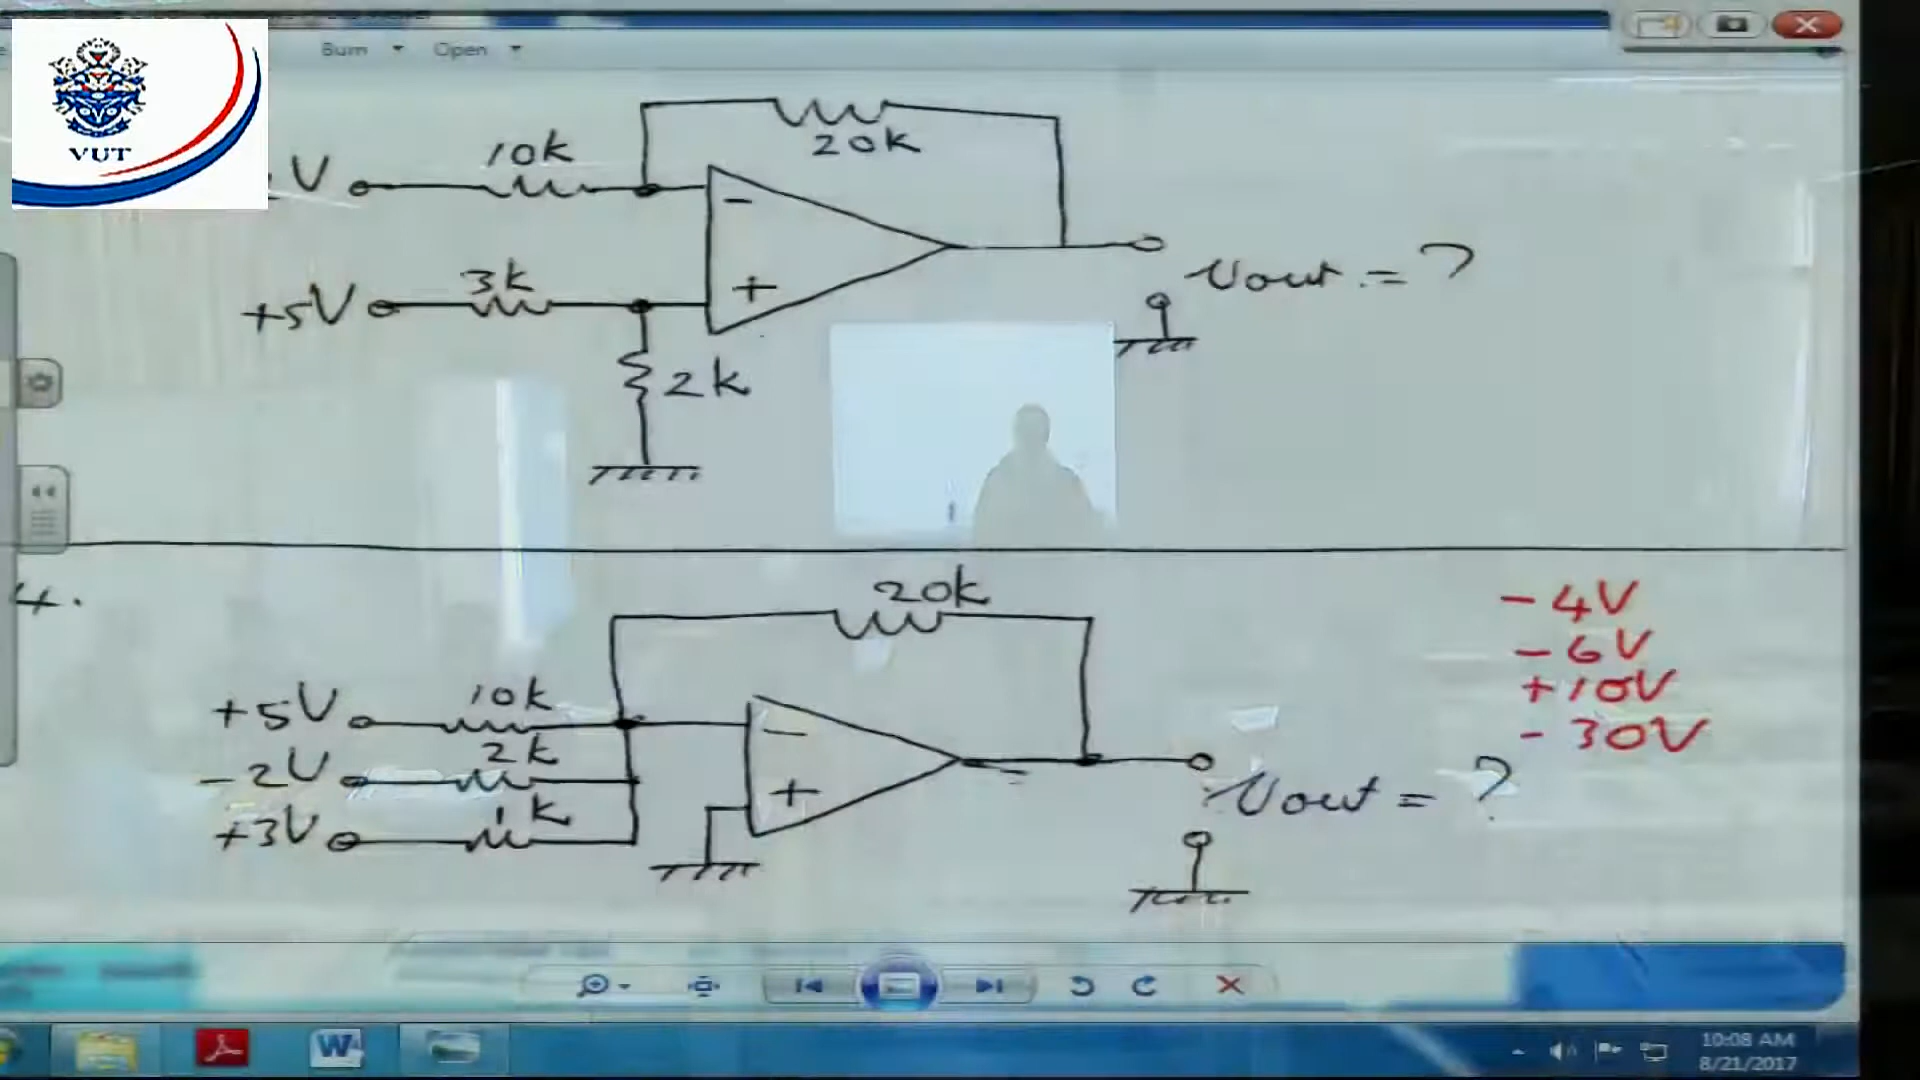 Burn Open
VUT
20k
10k
V
-
3k
+5V
+
Vout = ?
2k
4.
20k
-4V
-6V
+10V
-30V
+5V 10k
-
-2V 2k
+
Vout = ?
+3V 1k
W
10:08 AM
8/21/2017